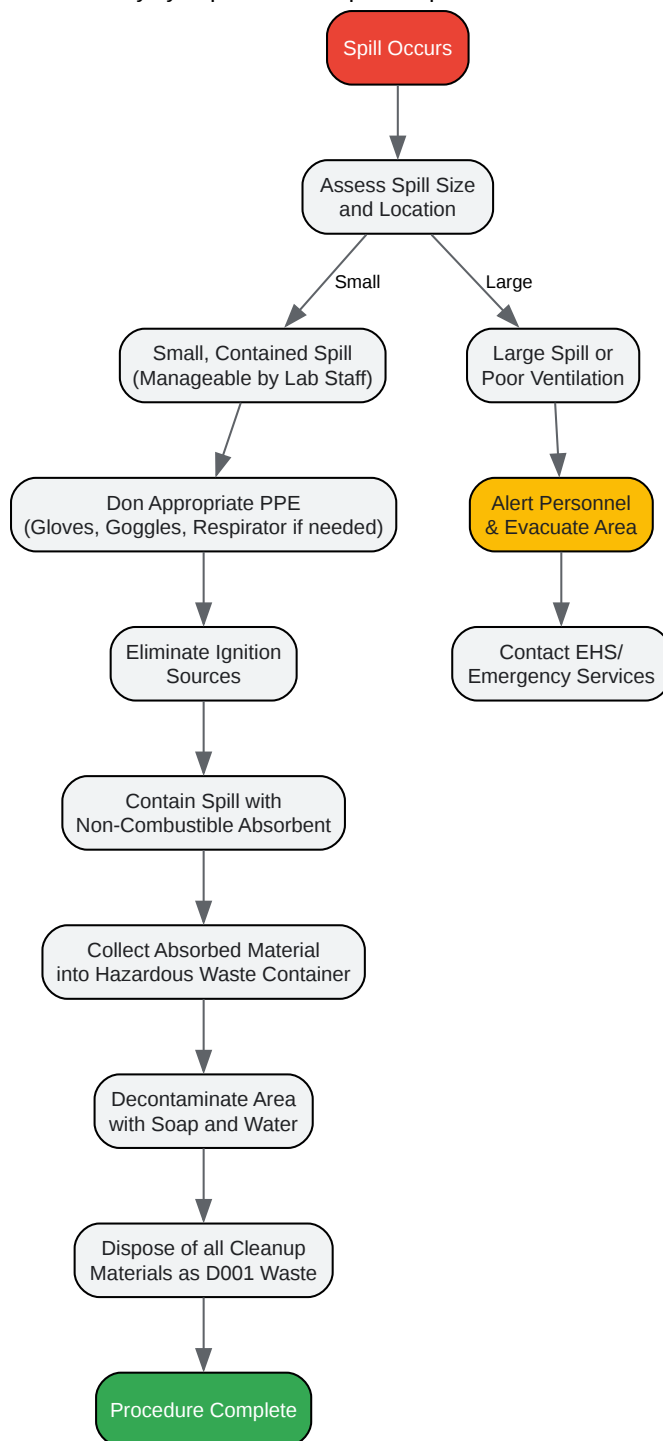 Spill Occurs
Assess Spill Size
and Location
Small
Large
Small, Contained Spill
(Manageable by Lab Staff)
Large Spill or
Poor Ventilation
Don Appropriate PPE
(Gloves, Goggles, Respirator if needed)
Alert Personnel
& Evacuate Area
Eliminate Ignition
Sources
Contact EHS/
Emergency Services
Contain Spill with
Non-Combustible Absorbent
Collect Absorbed Material
into Hazardous Waste Container
Decontaminate Area
with Soap and Water
Dispose of all Cleanup
Materials as D001 Waste
Procedure Complete